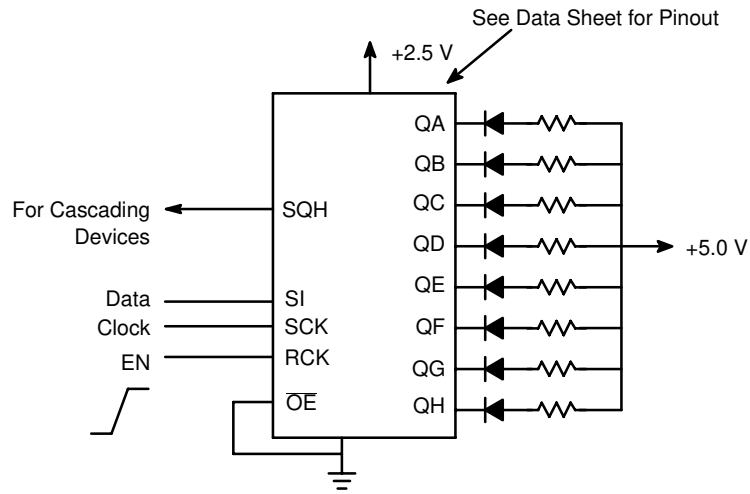 See Data Sheet for Pinout
+2.5 V
QA
QB
For Cascading
Devices
SQH
QC
QD
+5.0 V
QE
Data
SI
Clock
SCK
QF
EN
RCK
QG
OE
QH